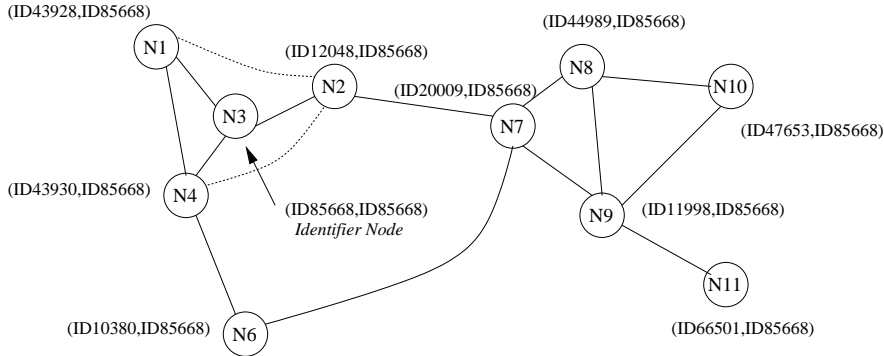 (ID43928,ID85668)
N1
(ID44989,ID85668)
(ID12048,ID85668)
N8
N2
(ID20009,ID85668)
N10
N3
N7
(ID47653,ID85668)
(ID43930,ID85668)
N4
(ID85668,ID85668)
Identifier Node
N9
(ID11998,ID85668)
N11
(ID10380,ID85668)
N6
(ID66501,ID85668)